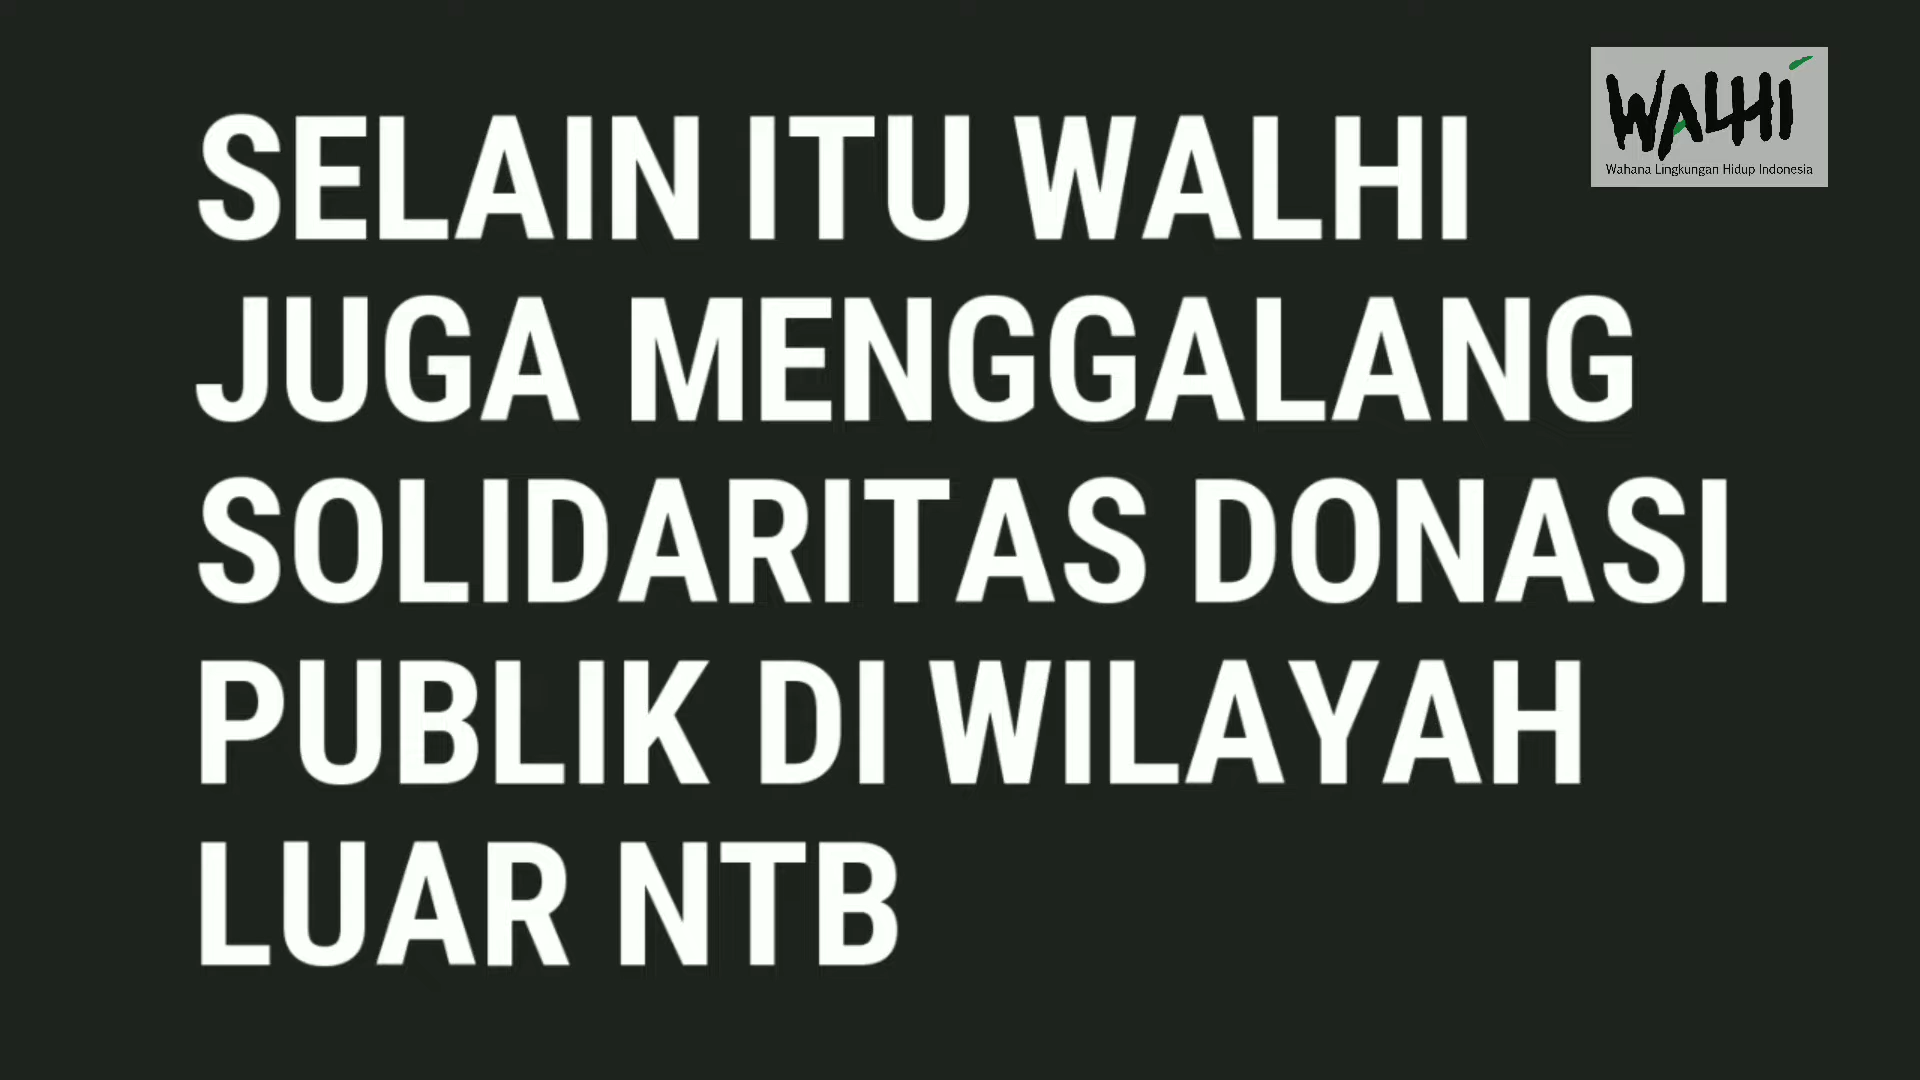 WALHI
Wahana Lingkungan Hidup Indonesia
SELAIN ITU WALHI
JUGA MENGGALANG
SOLIDARITAS DONASI
PUBLIK DI WILAYAH
LUAR NTB